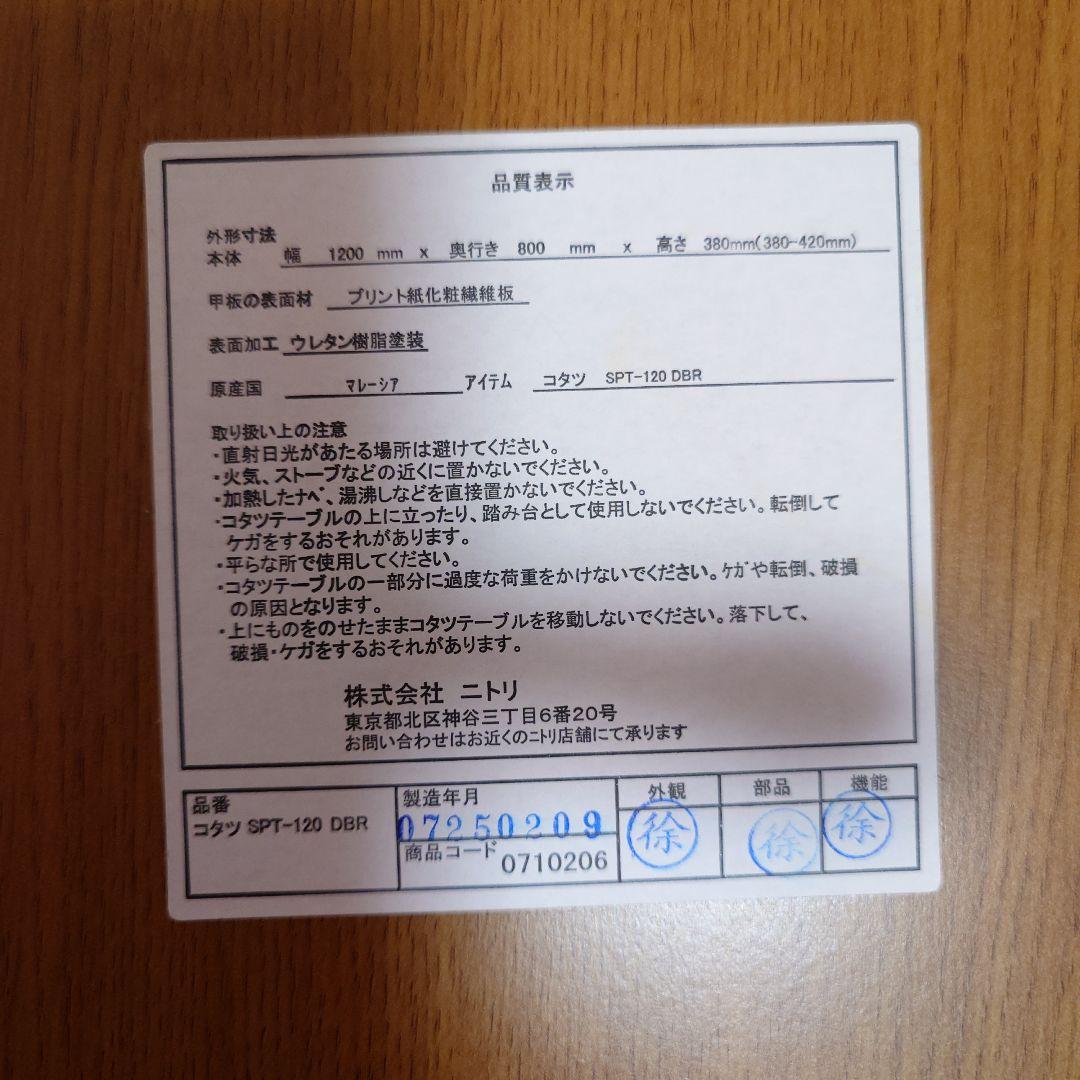 品質表示
外形寸法
本体 幅 1200 mm x 奥行き 800 mm x 高さ 380mm(380-420mm)
甲板の表面材 プリント紙化粧繊維板
表面加工 ウレタン樹脂塗装
原産国 マレーシア アイテム コタツ SPT-120 DBR
取り扱い上の注意
・直射日光があたる場所は避けてください。
・火気、ストーブなどの近くに置かないでください。
・加熱したナベ、湯沸しなどを直接置かないでください。
・コタツテーブルの上に立ったり、踏み台として使用しないでください。転倒して
ケガをするおそれがあります。
・平らな所で使用してください。
・コタツテーブルの一部分に過度な荷重をかけないでください。ケガや転倒、破損
の原因となります。
・上にものをのせたままコタツテーブルを移動しないでください。落下して、
破損・ケガをするおそれがあります。
株式会社 ニトリ
東京都北区神谷三丁目6番20号
お問い合わせはお近くのニトリ店舗にて承ります
品番 製造年月 外観 部品 機能
コタツ SPT-120 DBR 07250209 徐 徐 徐
商品コード 0710206